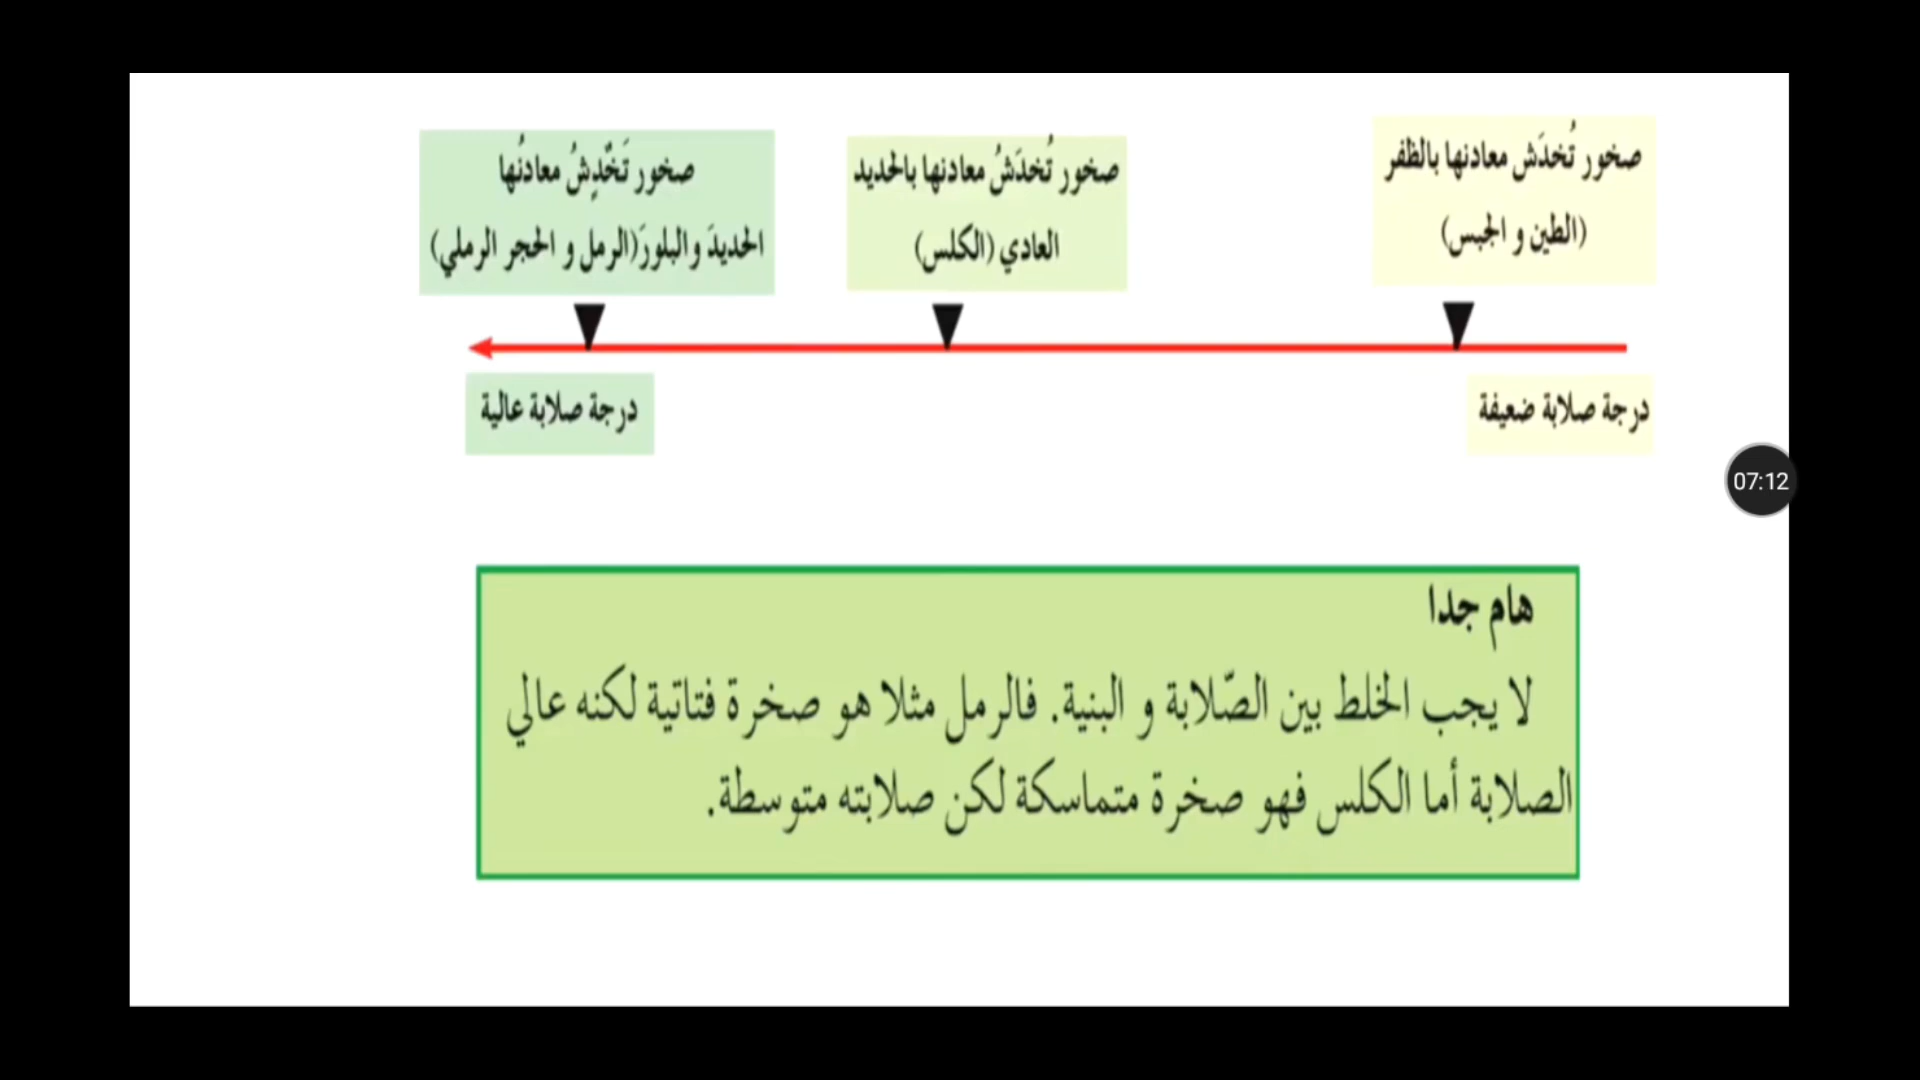 صخور تُخدَش معادنها بالظفر
(الطين و الجبس)
صخور تُخدَشُ معادنها بالحديد
العادي (الكلس)
صخور تَخْدِشُ معادنُها
الحديدَ والبلورَ(الرمل و الحجر الرملي)
درجة صلابة ضعيفة
درجة صلابة عالية
07:12
هام جدا
لا يجب الخلط بين الصّلابة و البنية. فالرمل مثلا هو صخرة فتاتية لكنه عالي
الصلابة أما الكلس فهو صخرة متماسكة لكن صلابته متوسطة.